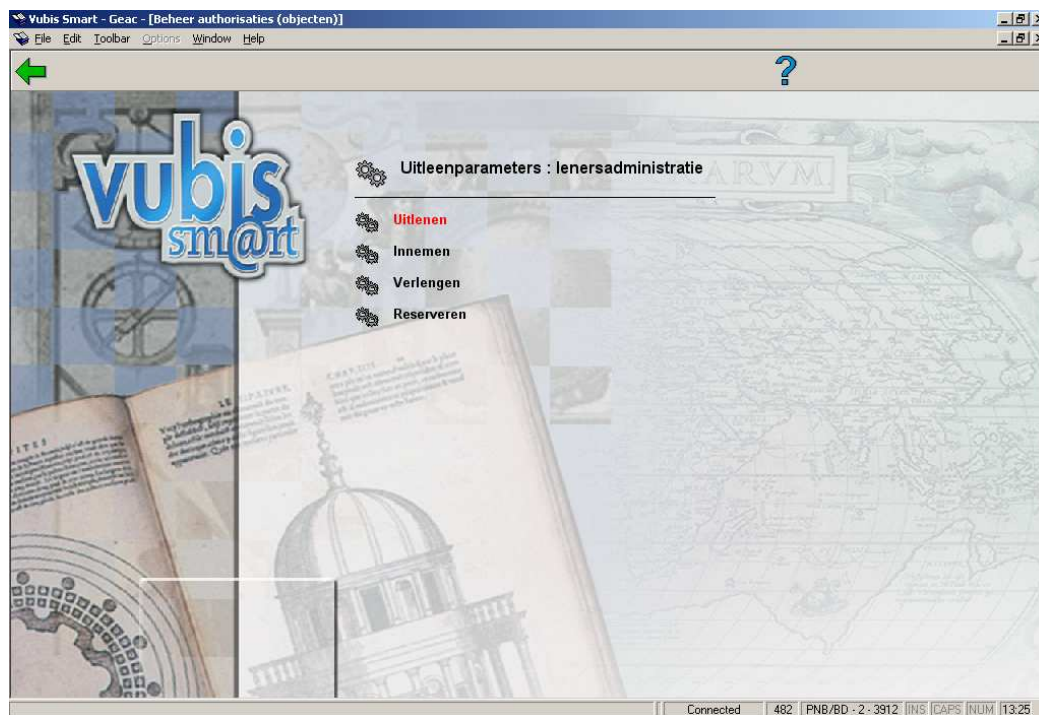 Vubis Smart - Geac - [Beheer authorisaties (objecten)]
File Edit Toolbar Options Window Help
?
vubis
sm@rt
ARVM
Uitleenparameters : lenersadministratie
Uitlenen
Innemen
Verlengen
Reserveren
Connected 482 PNB/BD - 2 - 3912 INS CAPS NUM 13:25